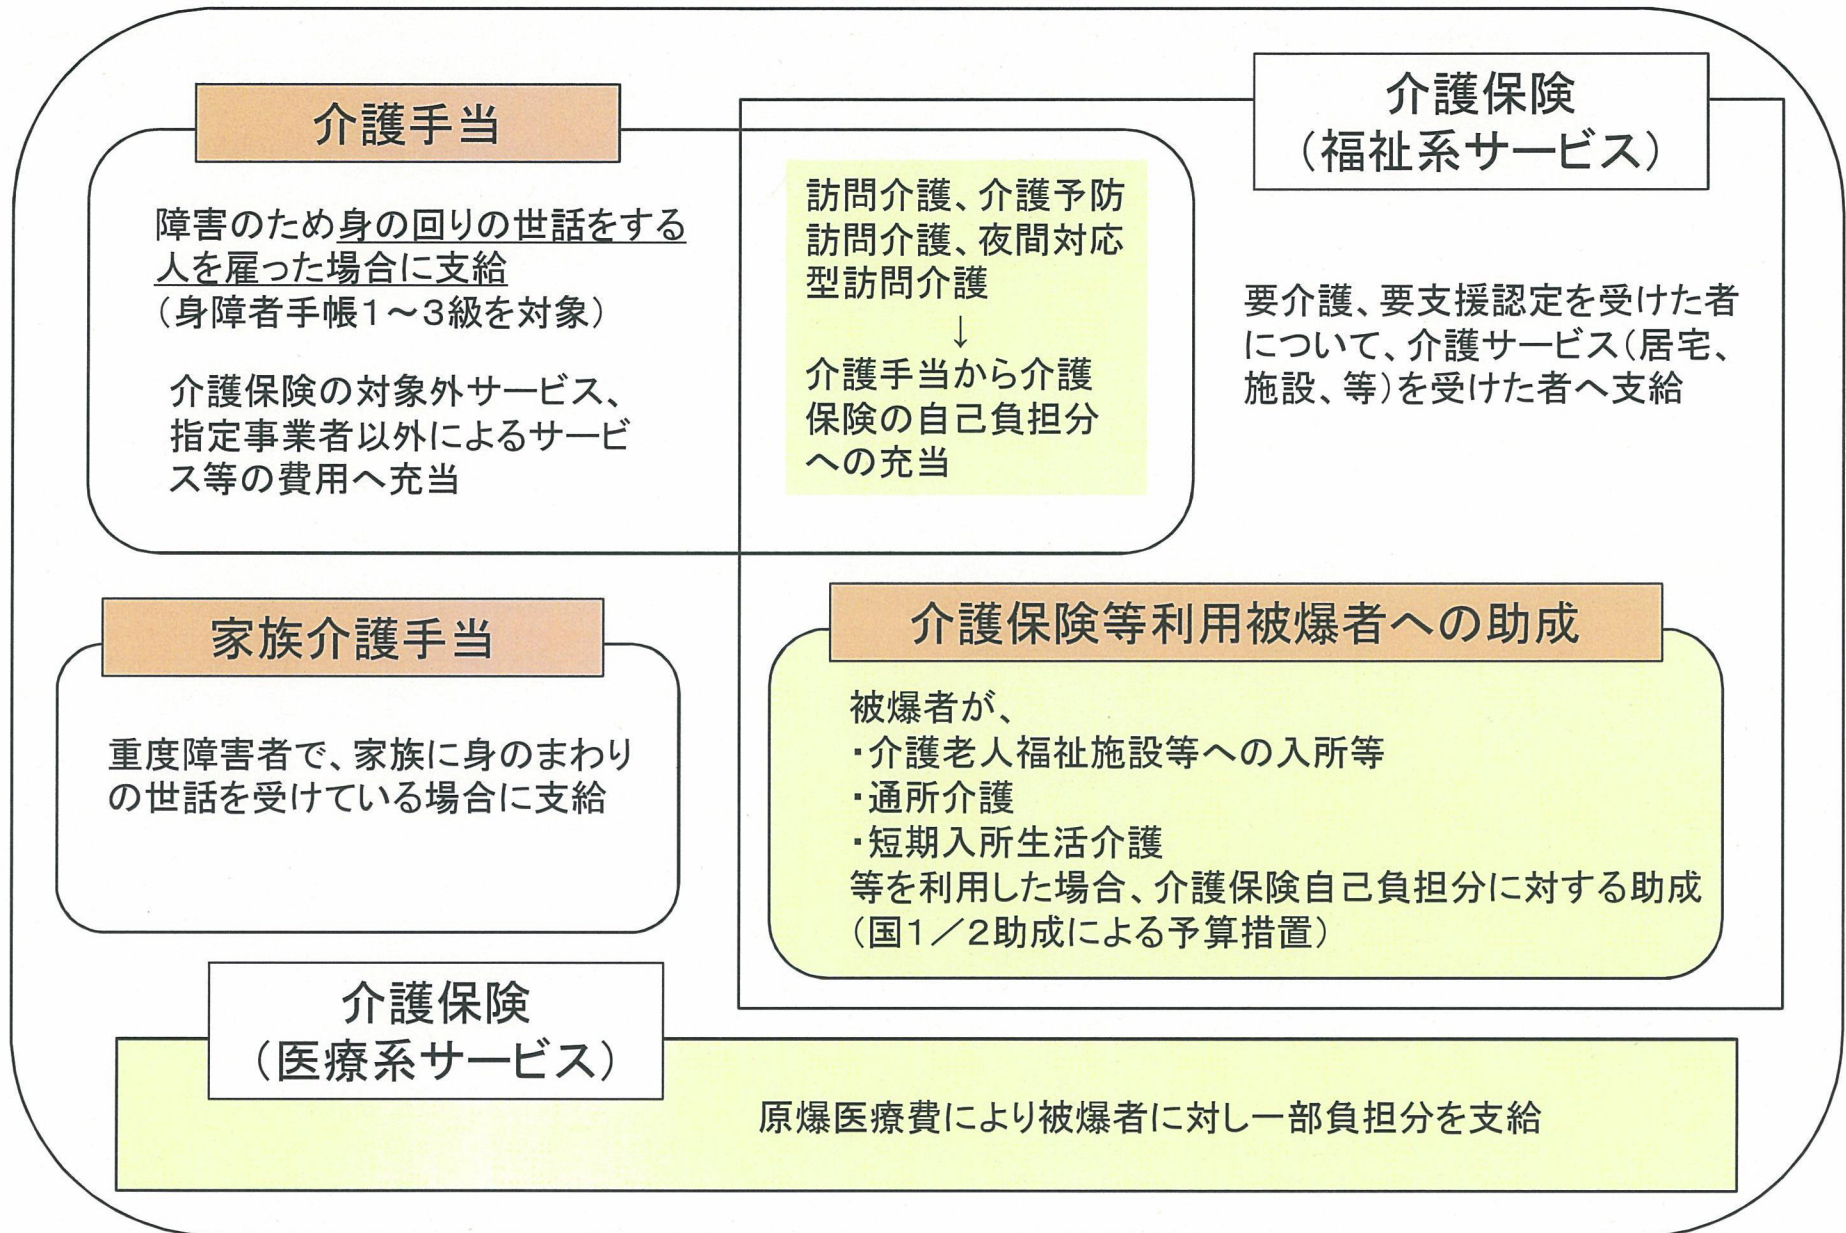 介護手当
障害のため身の回りの世話をする
人を雇った場合に支給
（身障者手帳１～３級を対象）
介護保険の対象外サービス、
指定事業者以外によるサービ
ス等の費用へ充当
訪問介護、介護予防
訪問介護、夜間対応
型訪問介護
↓
介護手当から介護
保険の自己負担分
への充当
介護保険
（福祉系サービス）
要介護、要支援認定を受けた者
について、介護サービス（居宅、
施設、等）を受けた者へ支給
家族介護手当
重度障害者で、家族に身のまわり
の世話を受けている場合に支給
介護保険等利用被爆者への助成
被爆者が、
・介護老人福祉施設等への入所等
・通所介護
・短期入所生活介護
等を利用した場合、介護保険自己負担分に対する助成
（国１／２助成による予算措置）
介護保険
（医療系サービス）
原爆医療費により被爆者に対し一部負担分を支給